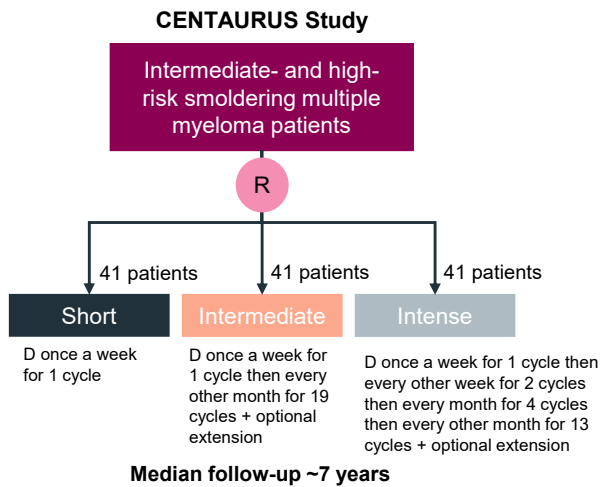 CENTAURUS Study
Intermediate- and high-
risk smoldering multiple
myeloma patients
R
41 patients
41 patients
41 patients
Short
Intermediate
Intense
D once a week
for 1 cycle
D once a week for
1 cycle then every
other month for 19
cycles + optional
extension
D once a week for 1 cycle then
every other week for 2 cycles
then every month for 4 cycles
then every other month for 13
cycles + optional extension
Median follow-up ~7 years